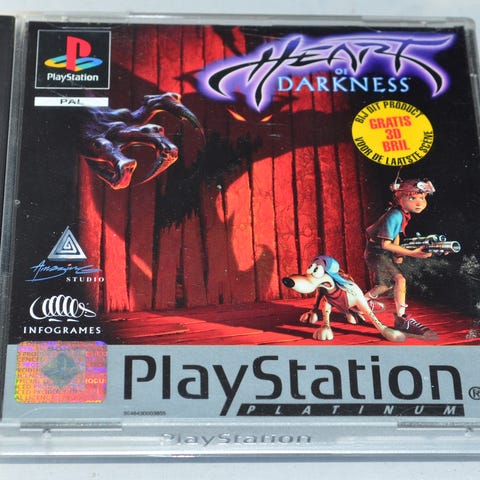 PlayStation
PAL
HEART
OF
DARKNESS
BIJ DIT PRODUCT
GRATIS
3D
BRIL
VOOR DE LAATSTE SCENE
Amazing
STUDIO
INFOGRAMES
PlayStation®
PLATINUM
PlayStation